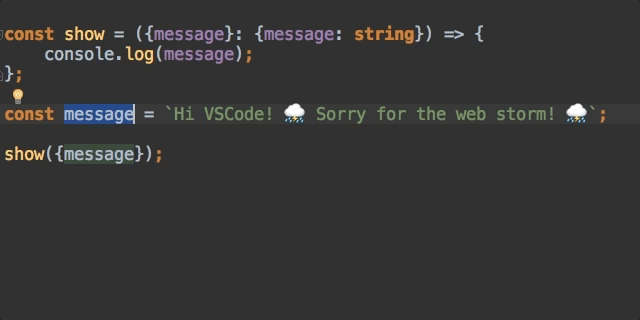 const show = ({message}: {message: string}) => {
    console.log(message);
};
const message = `Hi VSCode! ⛈ Sorry for the web storm! ⛈`;
show({message});